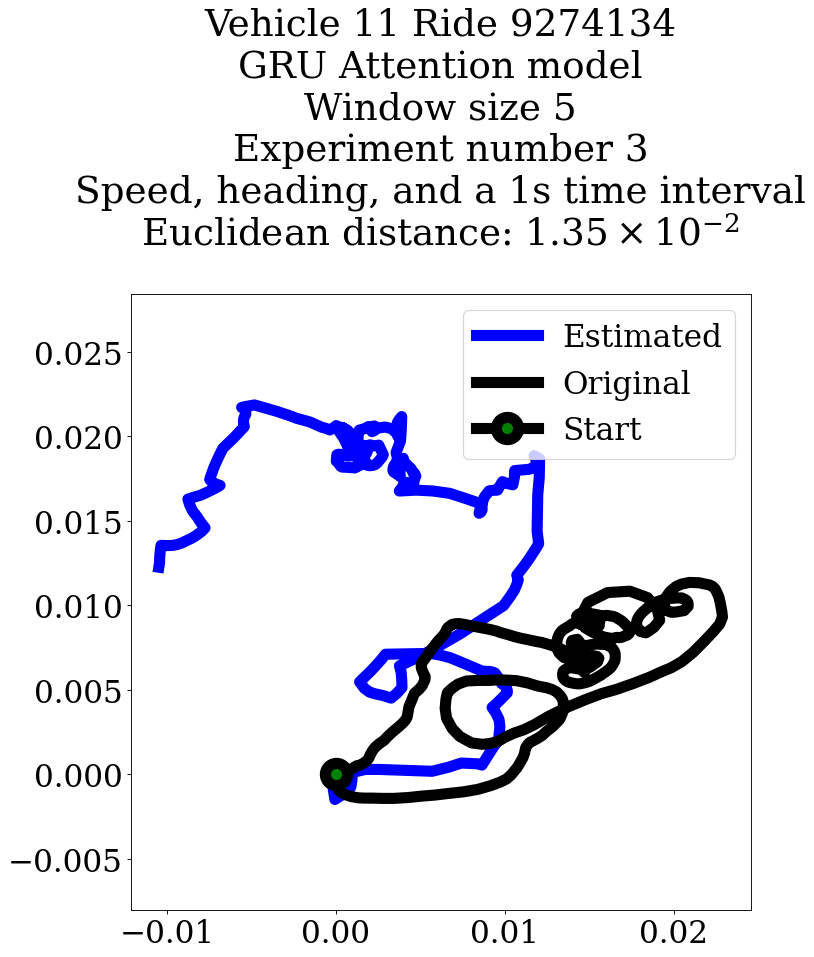 Vehicle 11 Ride 9274134
GRU Attention model
Window size 5
Experiment number 3
Speed, heading, and a 1s time interval
Euclidean distance: 1.35 × 10⁻²
Estimated
Original
Start
0.025
0.020
0.015
0.010
0.005
0.000
−0.005
−0.01 0.00 0.01 0.02